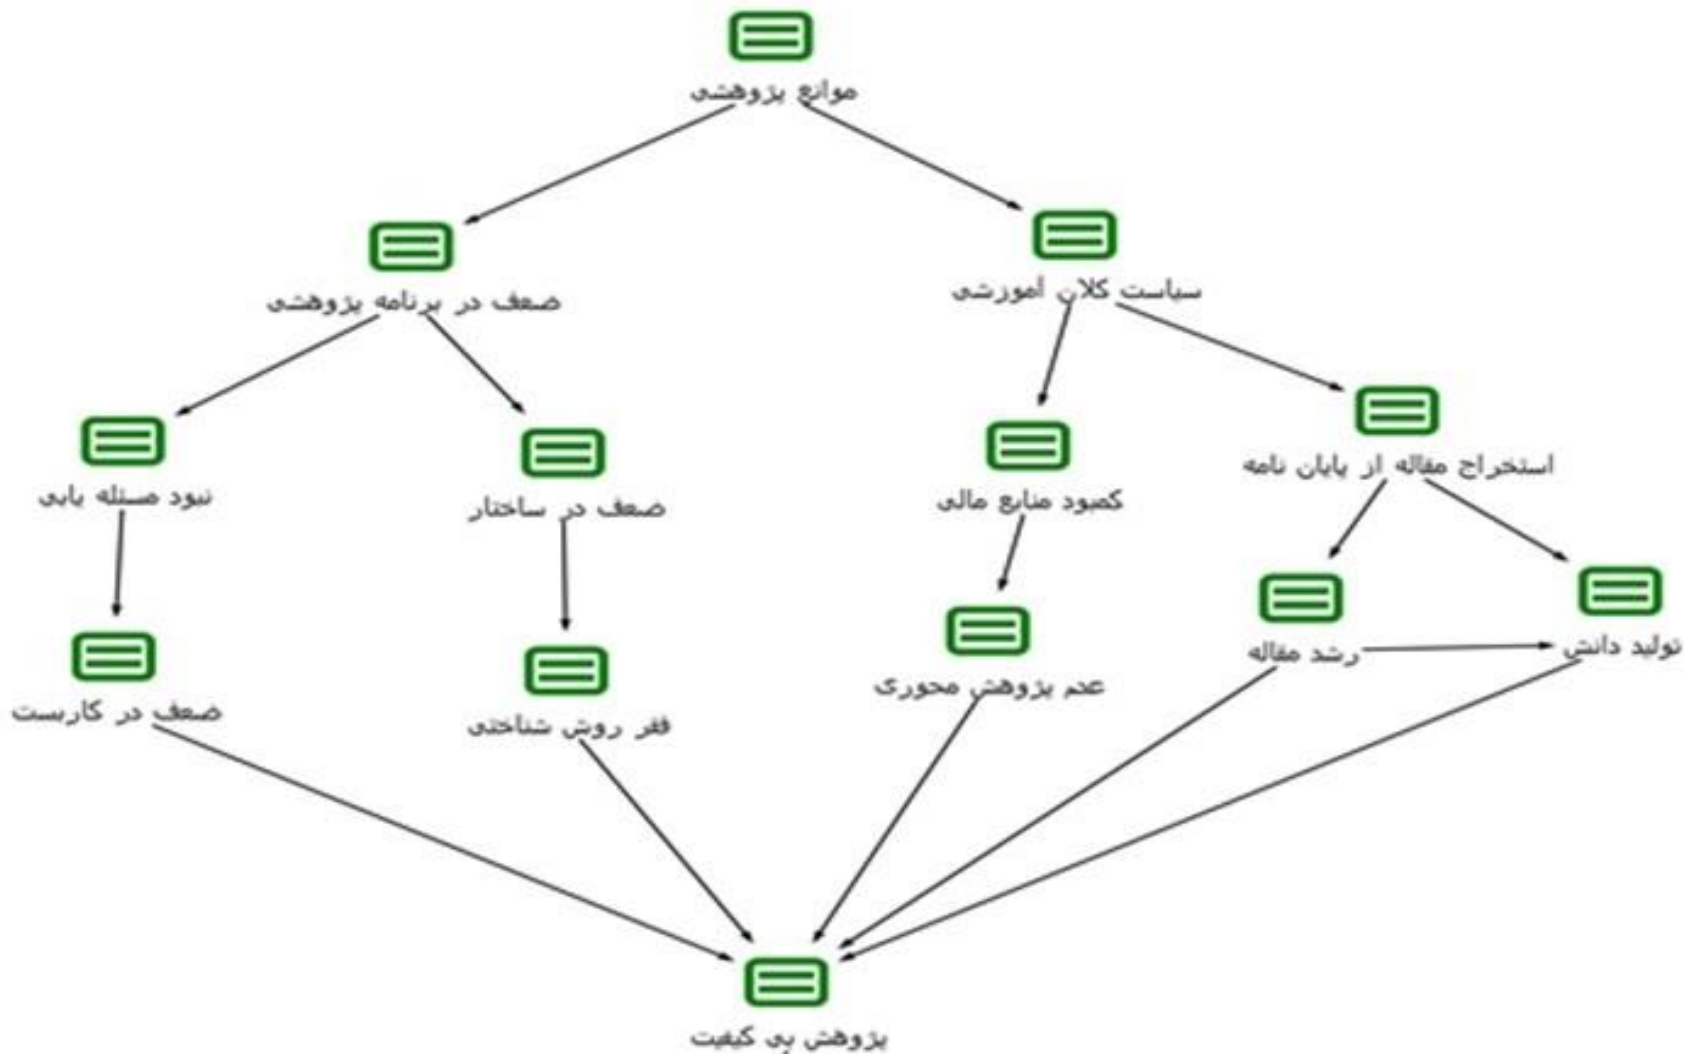 موانع پژوهشی
سیاست کلان آموزشی
ضعف در برنامه پژوهشی
استخراج مقاله از پایان نامه
کمبود منابع مالی
ضعف در ساختار
نبود مسئله یابی
تولید دانش
رشد مقاله
عدم پژوهش محوری
فقر روش شناختی
ضعف در کاربست
پژوهش بی کیفیت